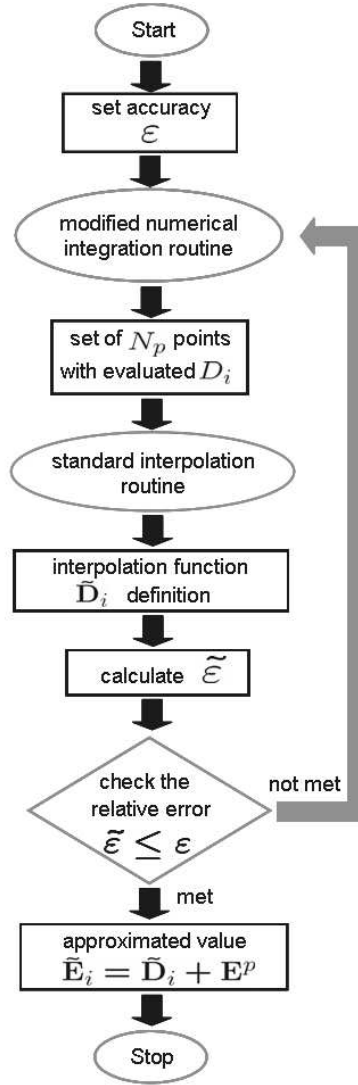 Start
set accuracy
ε
modified numerical
integration routine
set of N_p points
with evaluated D_i
standard interpolation
routine
interpolation function
D̃_i definition
calculate ε̃
check the
relative error
ε̃ ≤ ε
not met
met
approximated value
Ẽ_i = D̃_i + E^p
Stop